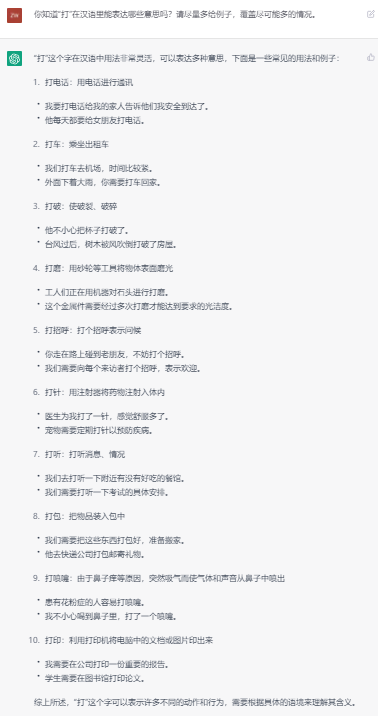 你知道“打”在汉语里能表达哪些意思吗？请尽量多给例子，覆盖尽可能多的情况。
“打”这个字在汉语中用法非常灵活，可以表达多种意思，下面是一些常见的用法和例子：
1. 打电话：用电话进行通讯
• 我要打电话给我的家人告诉他们我安全到达了。
• 他每天都要给女朋友打电话。
2. 打车：乘坐出租车
• 我们打车去机场，时间比较紧。
• 外面下着大雨，你需要打车回家。
3. 打破：使破裂、破碎
• 他不小心把杯子打破了。
• 台风过后，树木被风吹倒打破了房屋。
4. 打磨：用砂轮等工具将物体表面磨光
• 工人们正在用机器对石头进行打磨。
• 这个金属件需要经过多次打磨才能达到要求的光洁度。
5. 打招呼：打个招呼表示问候
• 你走在路上碰到老朋友，不妨打个招呼。
• 我们需要向每个来访者打个招呼，表示欢迎。
6. 打针：用注射器将药物注射入体内
• 医生为我打了一针，感觉舒服多了。
• 宠物需要定期打针以预防疾病。
7. 打听：打听消息、情况
• 我们去打听一下附近有没有好吃的餐馆。
• 我们需要打听一下考试的具体安排。
8. 打包：把物品装入包中
• 我们需要把这些东西打包好，准备搬家。
• 他去快递公司打包邮寄礼物。
9. 打喷嚏：由于鼻子痒等原因，突然吸气而使气体和声音从鼻子中喷出
• 患有花粉症的人容易打喷嚏。
• 我不小心喝到鼻子里，打了一个喷嚏。
10. 打印：利用打印机将电脑中的文档或图片印出来
• 我需要在公司打印一份重要的报告。
• 学生需要在图书馆打印论文。
综上所述，“打”这个字可以表示许多不同的动作和行为，需要根据具体的语境来理解其含义。